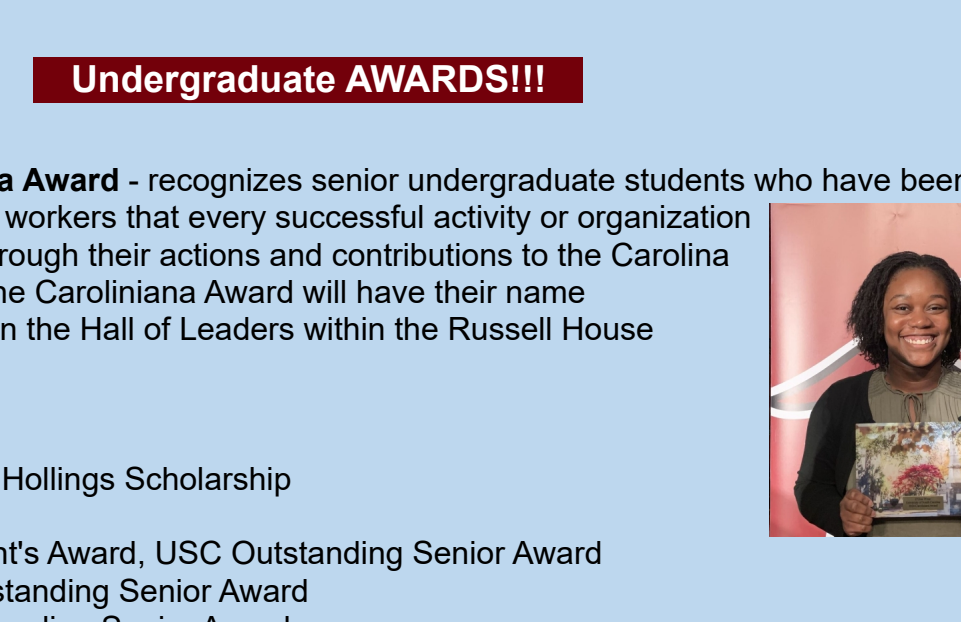 Undergraduate AWARDS!!!
a Award - recognizes senior undergraduate students who have been
workers that every successful activity or organization
rough their actions and contributions to the Carolina
he Caroliniana Award will have their name
n the Hall of Leaders within the Russell House
Hollings Scholarship
nt's Award, USC Outstanding Senior Award
standing Senior Award
Senior Award